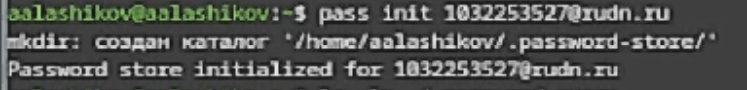 aalashikov@aalashikov:~$ pass init 1032253527@rudn.ru
mkdir: создан каталог '/home/aalashikov/.password-store/'
Password store initialized for 1032253527@rudn.ru